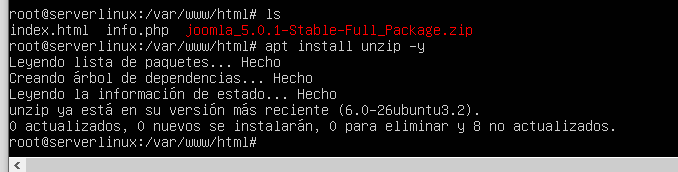 root@serverlinux:/var/www/html# ls
index.html  info.php  joomla_5.0.1-Stable-Full_Package.zip
root@serverlinux:/var/www/html# apt install unzip -y
Leyendo lista de paquetes... Hecho
Creando árbol de dependencias... Hecho
Leyendo la información de estado... Hecho
unzip ya está en su versión más reciente (6.0-26ubuntu3.2).
0 actualizados, 0 nuevos se instalarán, 0 para eliminar y 8 no actualizados.
root@serverlinux:/var/www/html#